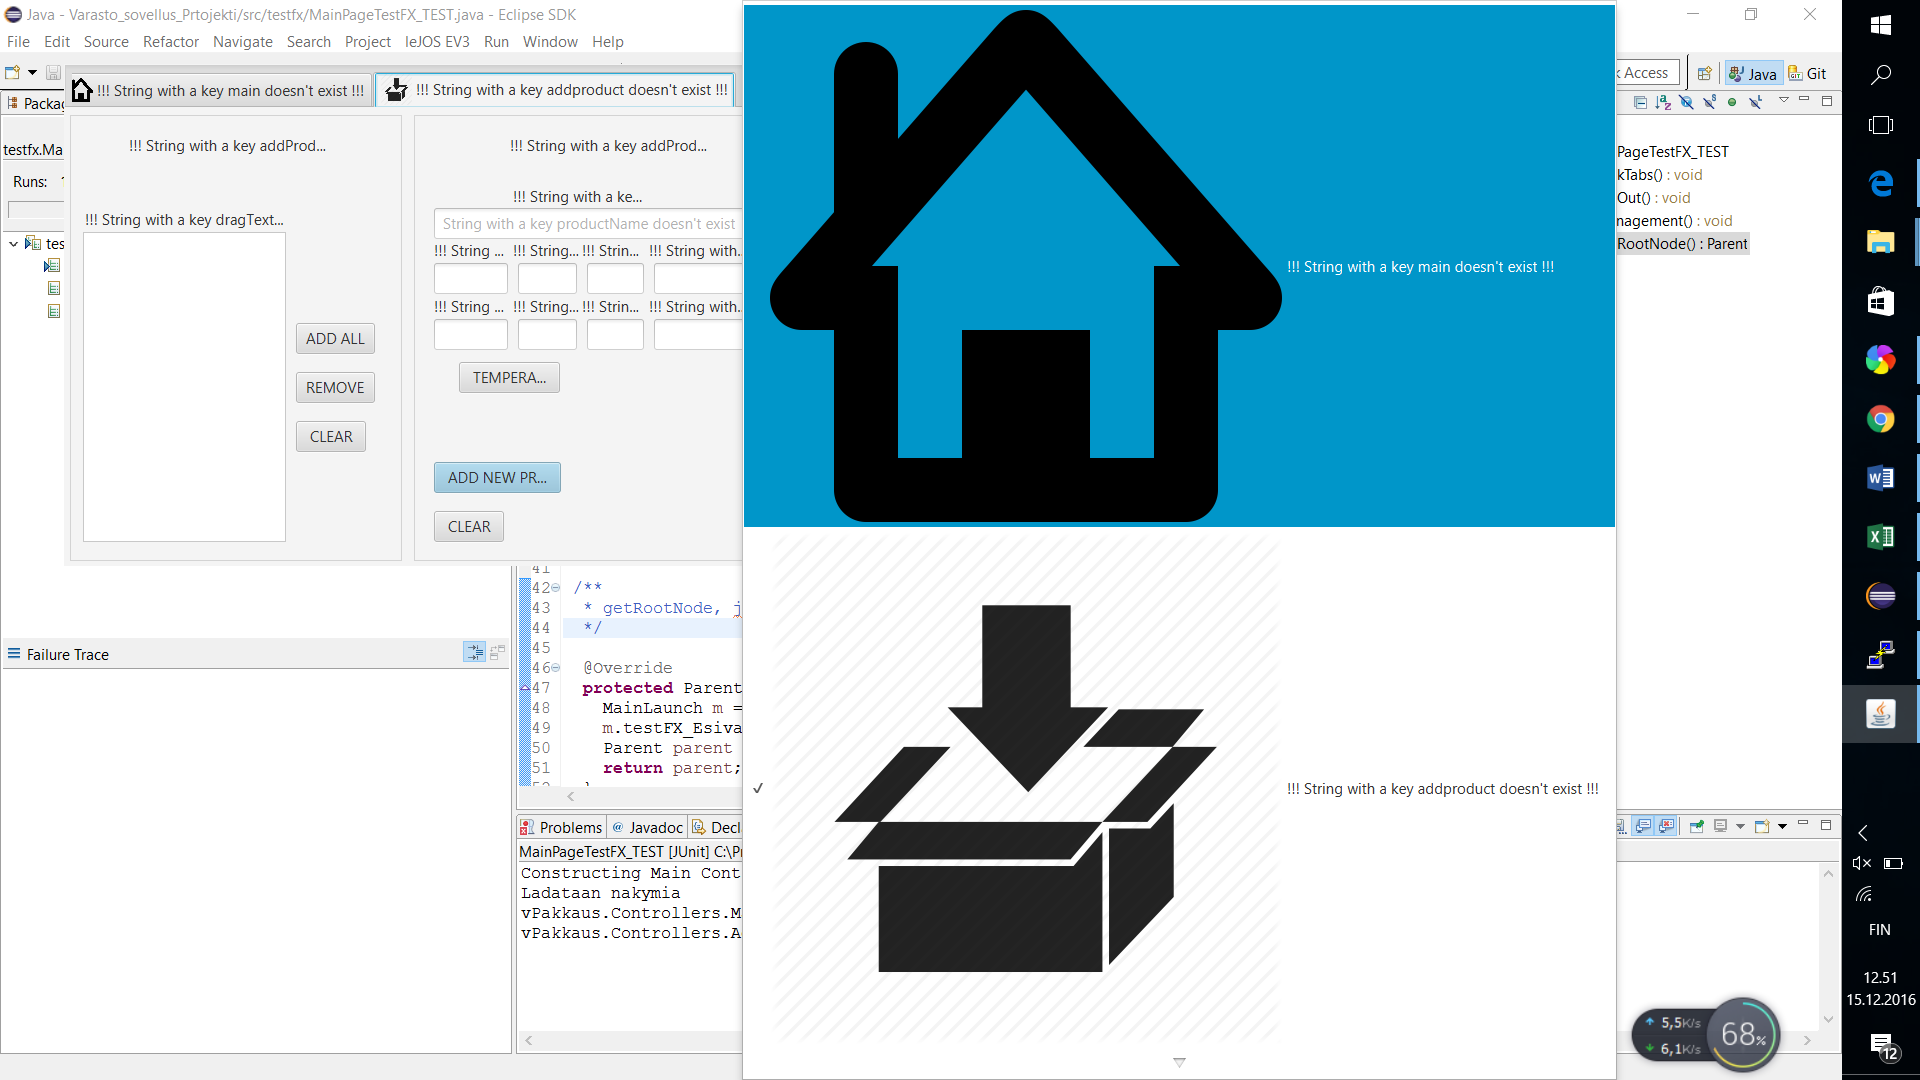 Java - Varasto_sovellus_Prtojekti/src/testfx/MainPageTestFX_TEST.java - Eclipse SDK
File Edit Source Refactor Navigate Search Project leJOS EV3 Run Window Help
Access
Java
Git
!!! String with a key main doesn't exist !!!
!!! String with a key addproduct doesn't exist !!!
testfx.Ma
Runs:
tes
!!! String with a key addProd...
!!! String with a key dragText...
ADD ALL
REMOVE
CLEAR
!!! String with a key addProd...
!!! String with a ke...
String with a key productName doesn't exist
!!! String ... !!! String... !!! Strin... !!! String with..
!!! String ... !!! String... !!! Strin... !!! String with..
TEMPERA...
ADD NEW PR...
CLEAR
!!! String with a key main doesn't exist !!!
!!! String with a key addproduct doesn't exist !!!
PageTestFX_TEST
kTabs() : void
Out() : void
nagement() : void
RootNode() : Parent
Failure Trace
41
42 /**
43 * getRootNode, j
44 */
45
46 @Override
47 protected Parent
48 MainLaunch m =
49 m.testFX_Esiva
50 Parent parent
51 return parent;
Problems @ Javadoc Decl
MainPageTestFX_TEST [JUnit] C:\P
Constructing Main Cont
Ladataan nakymia
vPakkaus.Controllers.M
vPakkaus.Controllers.A
FIN
12.51
15.12.2016
12
5,5K/s
6,1K/s
68%